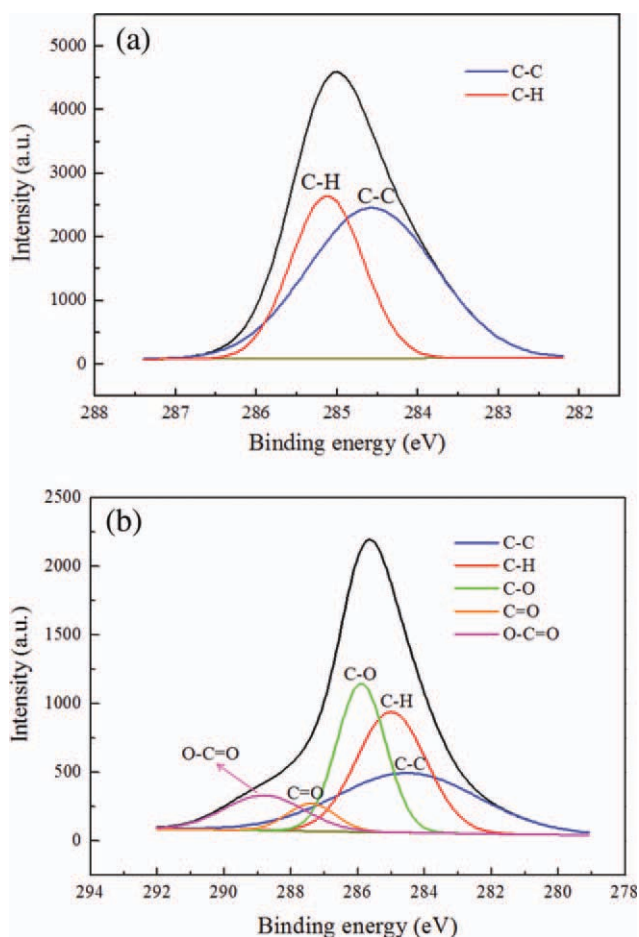 (a)
5000
4000
3000
2000
1000
0
Intensity (a.u.)
C-C
C-H
C-H
C-C
288 287 286 285 284 283 282
Binding energy (eV)
(b)
2500
2000
1500
1000
500
0
Intensity (a.u.)
C-C
C-H
C-O
C=O
O-C=O
C-O
C-H
C-C
O-C=O
C=O
294 292 290 288 286 284 282 280 278
Binding energy (eV)